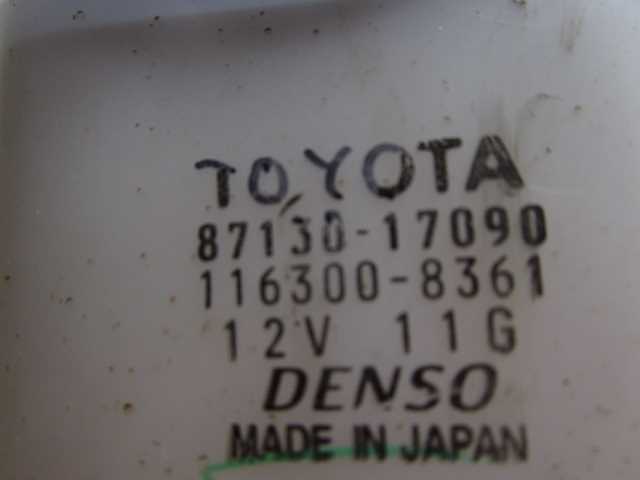 TOYOTA
87130-17090
116300-8361
12V 11G
DENSO
MADE IN JAPAN